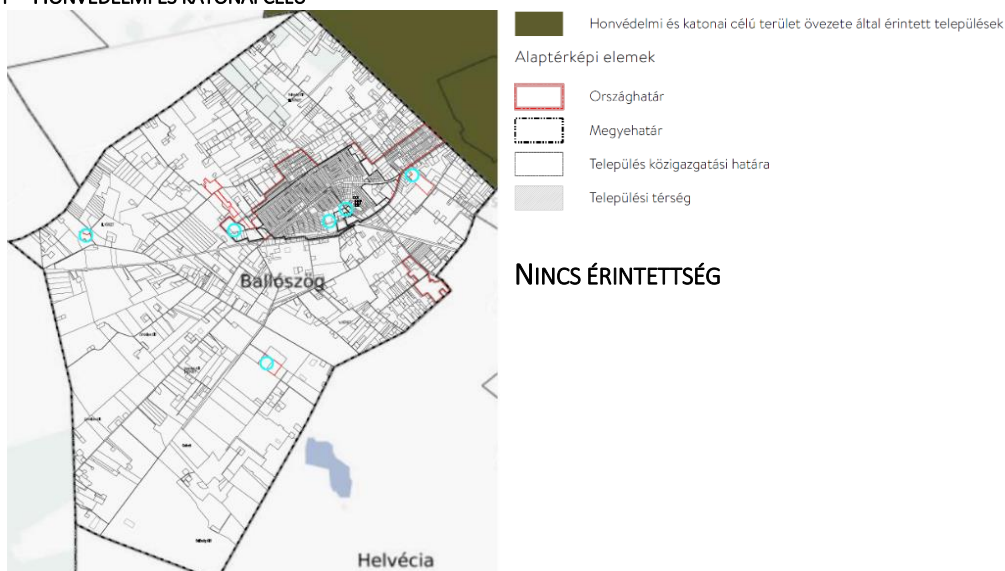 HONVÉDELMI ÉS KATONAI CÉLÚ
Honvédelmi és katonai célú terület övezete által érintett települések
Alaptérképi elemek
Országhatár
Megyehatár
Település közigazgatási határa
Települési térség
NINCS ÉRINTETTSÉG
Ballószög
Helvécia